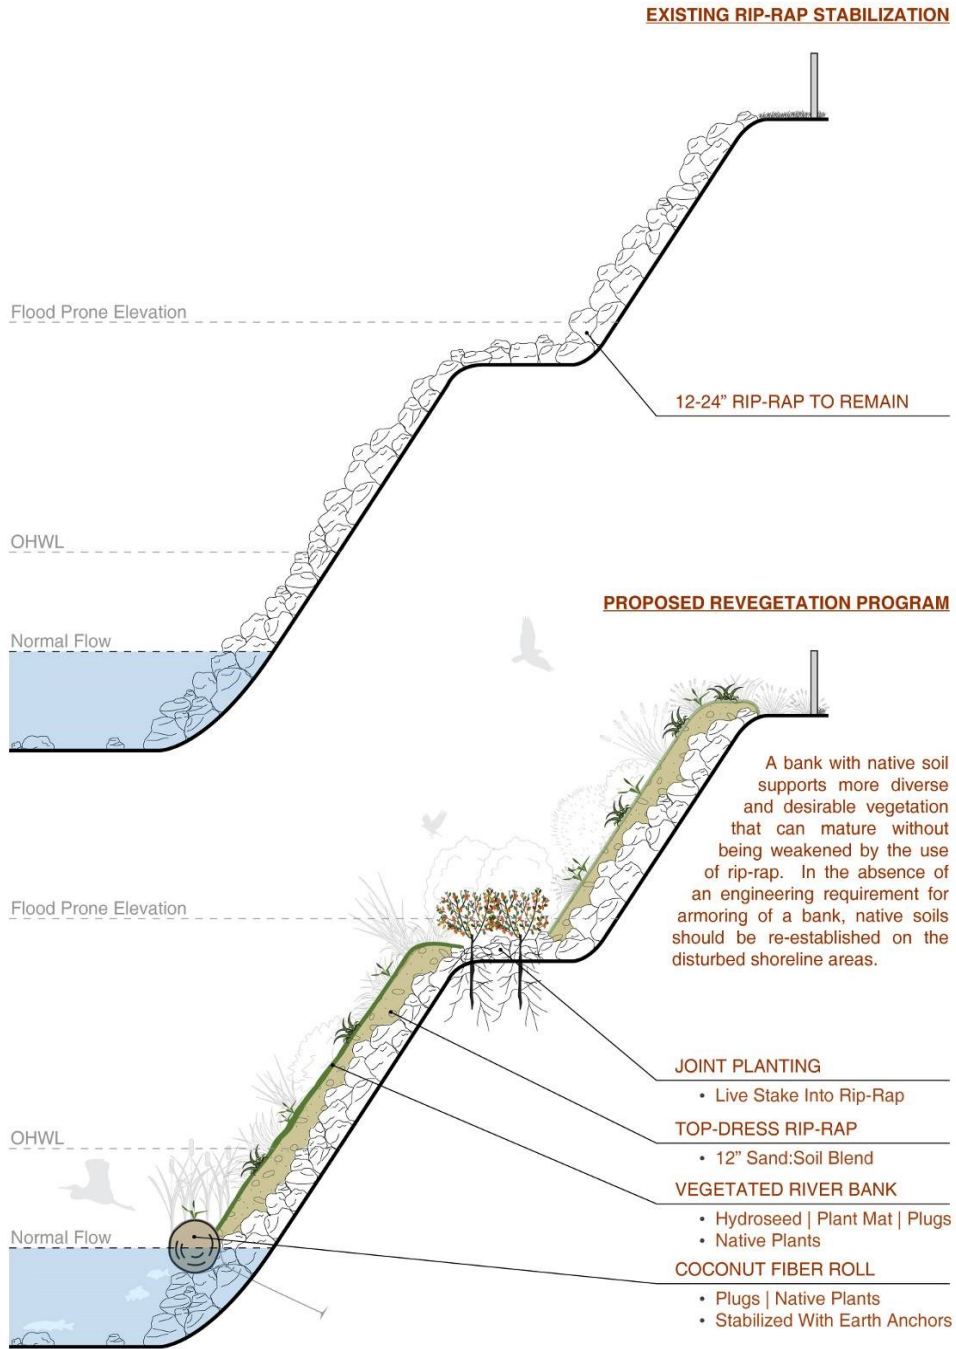 EXISTING RIP-RAP STABILIZATION
Flood Prone Elevation
12-24” RIP-RAP TO REMAIN
OHWL
Normal Flow
PROPOSED REVEGETATION PROGRAM
A bank with native soil
supports more diverse
and desirable vegetation
that can mature without
being weakened by the use
of rip-rap. In the absence of
an engineering requirement for
armoring of a bank, native soils
should be re-established on the
disturbed shoreline areas.
Flood Prone Elevation
JOINT PLANTING
• Live Stake Into Rip-Rap
TOP-DRESS RIP-RAP
• 12” Sand:Soil Blend
OHWL
VEGETATED RIVER BANK
• Hydroseed | Plant Mat | Plugs
• Native Plants
Normal Flow
COCONUT FIBER ROLL
• Plugs | Native Plants
• Stabilized With Earth Anchors